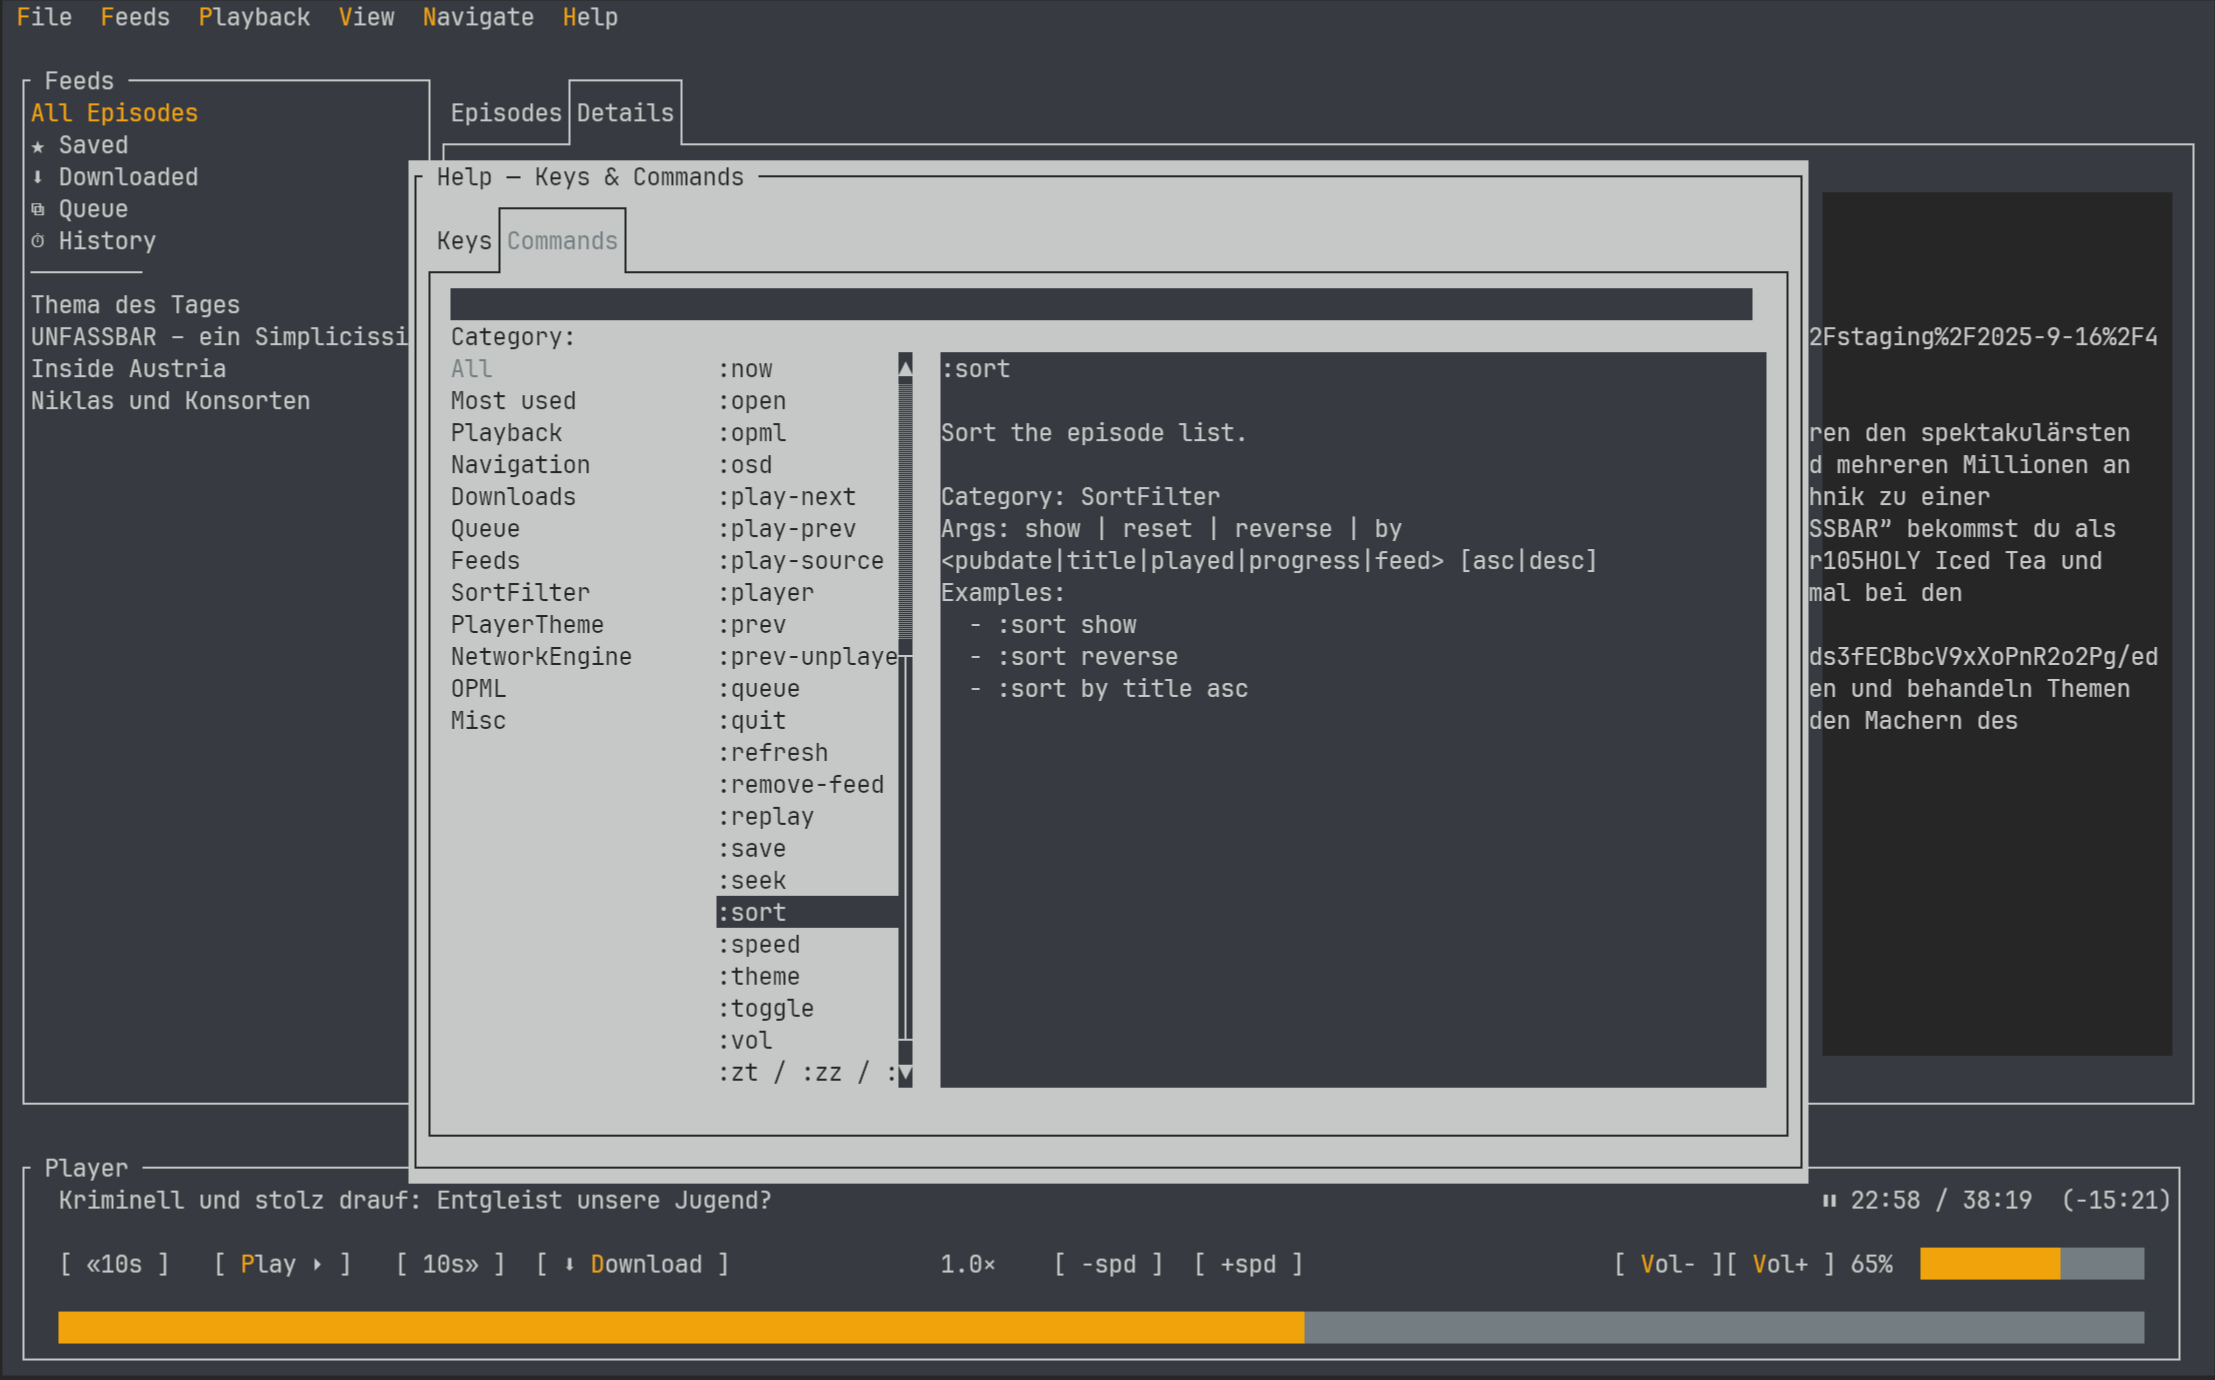 File  Feeds  Playback  View  Navigate  Help
Feeds
All Episodes
★ Saved
⬇ Downloaded
⧉ Queue
⏱ History
Thema des Tages
UNFASSBAR – ein Simplicissi
Inside Austria
Niklas und Konsorten
Episodes
Details
Help — Keys & Commands
Keys
Commands
Category:
All
Most used
Playback
Navigation
Downloads
Queue
Feeds
SortFilter
PlayerTheme
NetworkEngine
OPML
Misc
:now
:open
:opml
:osd
:play-next
:play-prev
:play-source
:player
:prev
:prev-unplaye
:queue
:quit
:refresh
:remove-feed
:replay
:save
:seek
:sort
:speed
:theme
:toggle
:vol
:zt / :zz / :
:sort
Sort the episode list.
Category: SortFilter
Args: show | reset | reverse | by
<pubdate|title|played|progress|feed> [asc|desc]
Examples:
- :sort show
- :sort reverse
- :sort by title asc
2Fstaging%2F2025-9-16%2F4
ren den spektakulärsten
d mehreren Millionen an
hnik zu einer
SSBAR” bekommst du als
r105HOLY Iced Tea und
mal bei den
ds3fECBbcV9xXoPnR2o2Pg/ed
en und behandeln Themen
den Machern des
Player
Kriminell und stolz drauf: Entgleist unsere Jugend?
⏸ 22:58 / 38:19  (-15:21)
[ «10s ]  [ Play ▸ ]  [ 10s» ]  [ ⬇ Download ]  1.0×  [ -spd ]  [ +spd ]  [ Vol- ][ Vol+ ] 65%